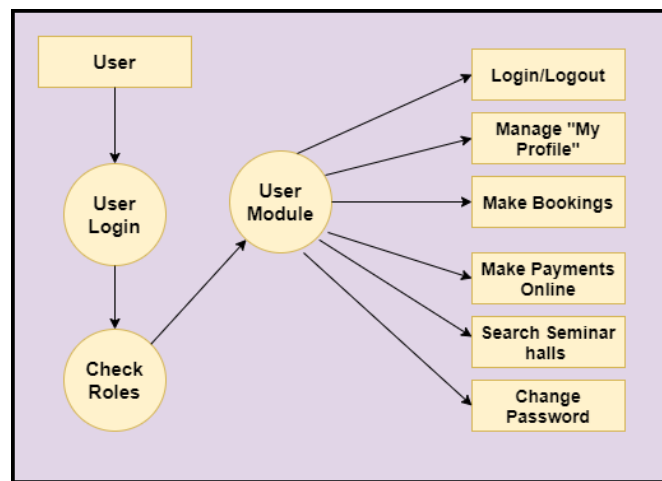 User
User
Login
Check
Roles
User
Module
Login/Logout
Manage "My
Profile"
Make Bookings
Make Payments
Online
Search Seminar
halls
Change
Password